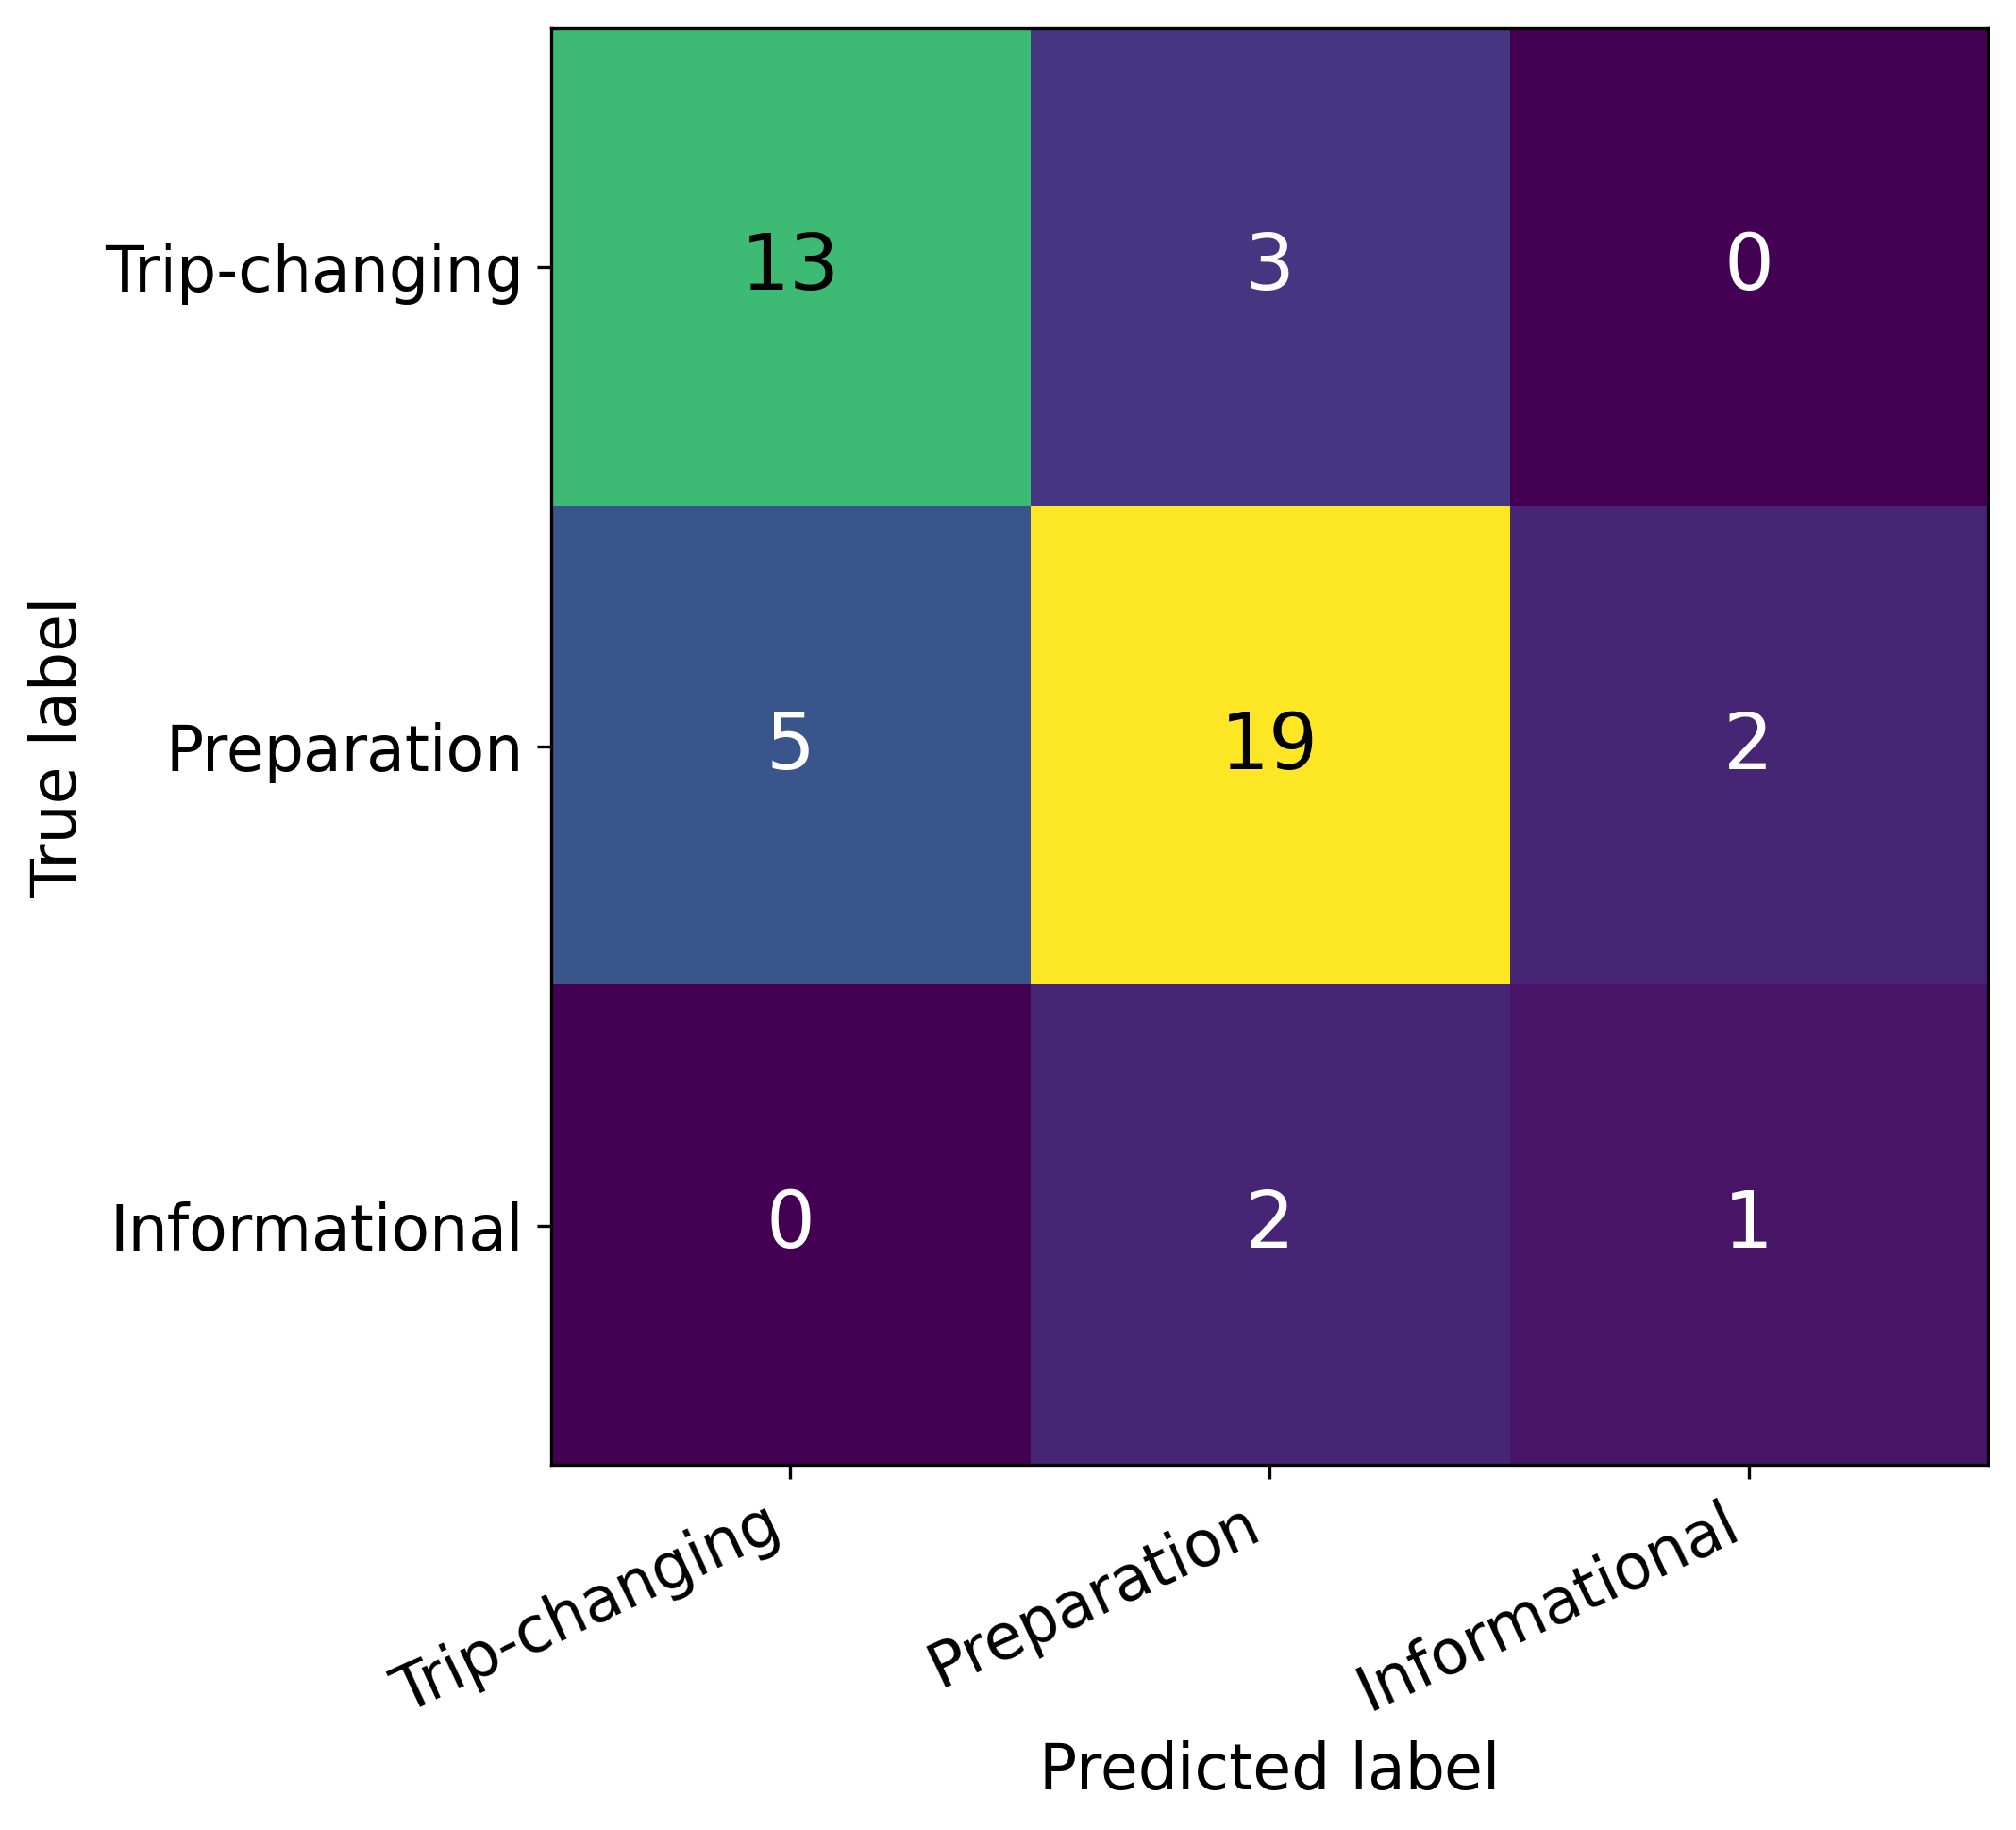 True label
Trip-changing
13 3 0
Preparation
5 19 2
Informational
0 2 1
Trip-changing
Preparation
Informational
Predicted label